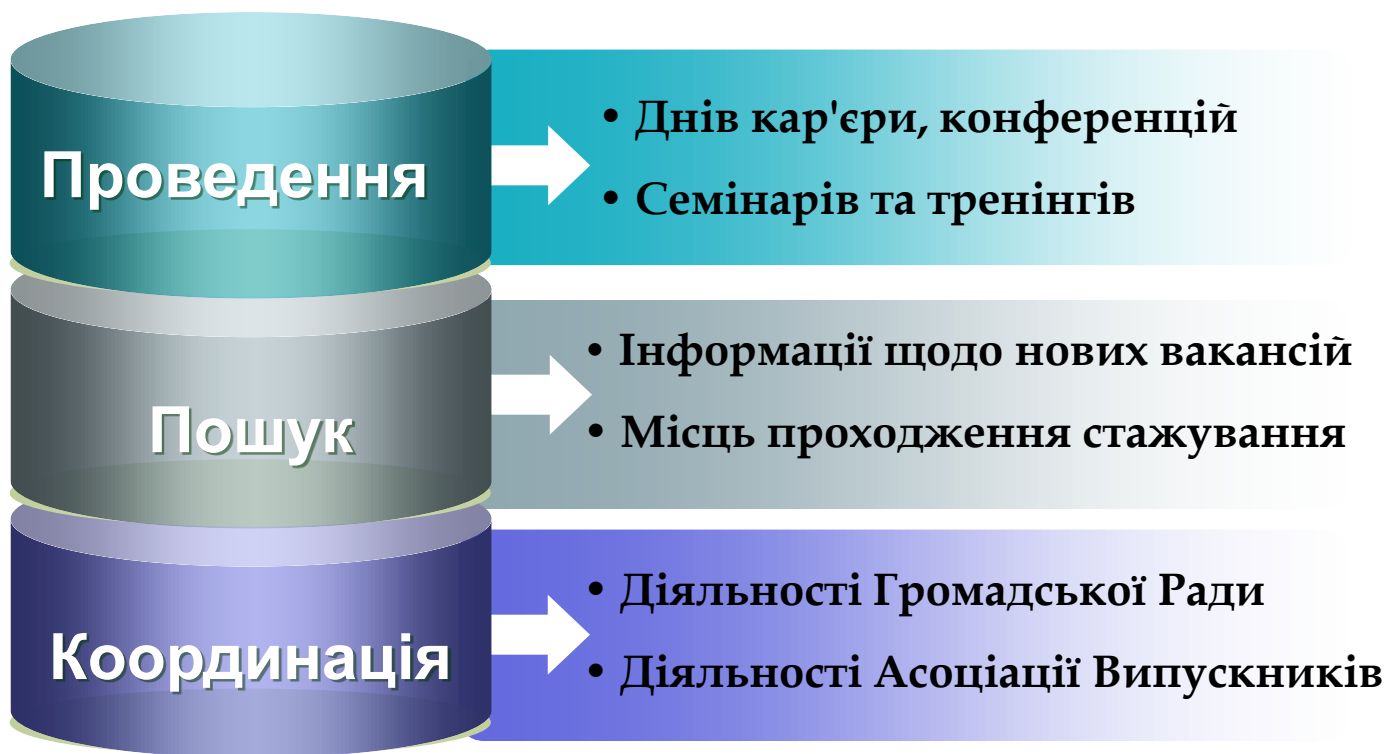 Проведення
• Днів кар'єри, конференцій
• Семінарів та тренінгів
Пошук
• Інформації щодо нових вакансій
• Місць проходження стажування
Координація
• Діяльності Громадської Ради
• Діяльності Асоціації Випускників